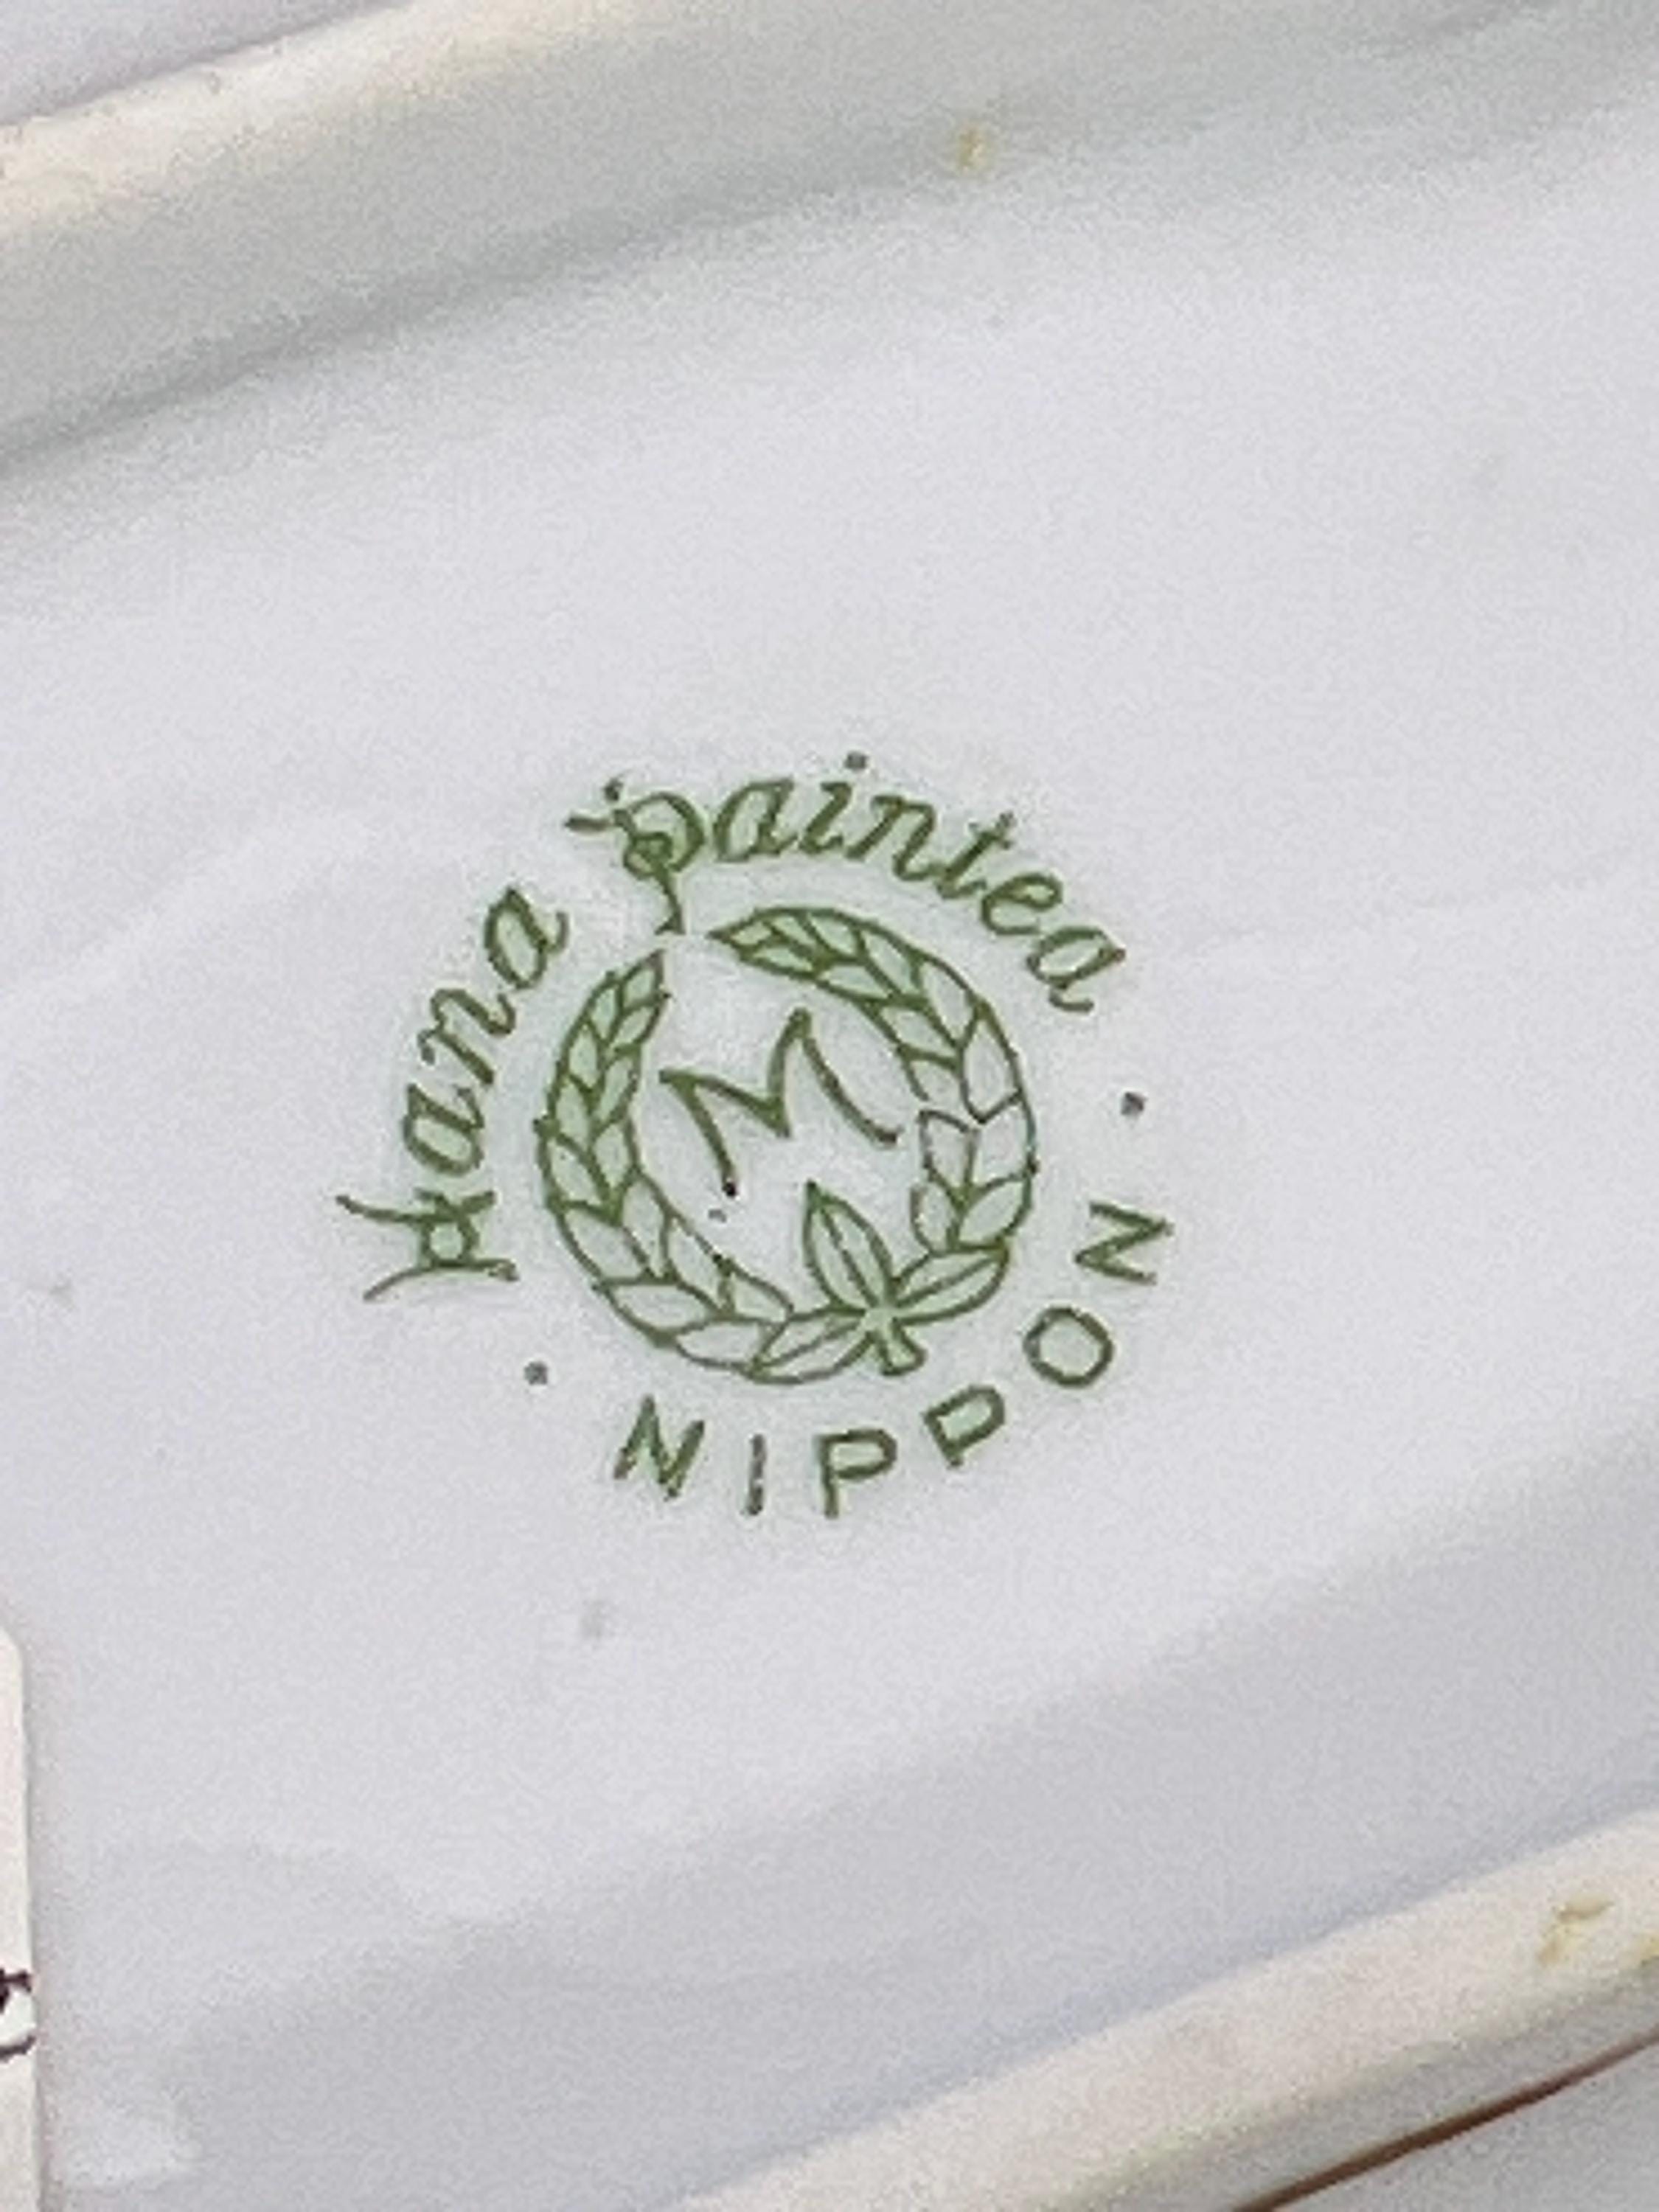 Hand painted
M
· NIPPON ·